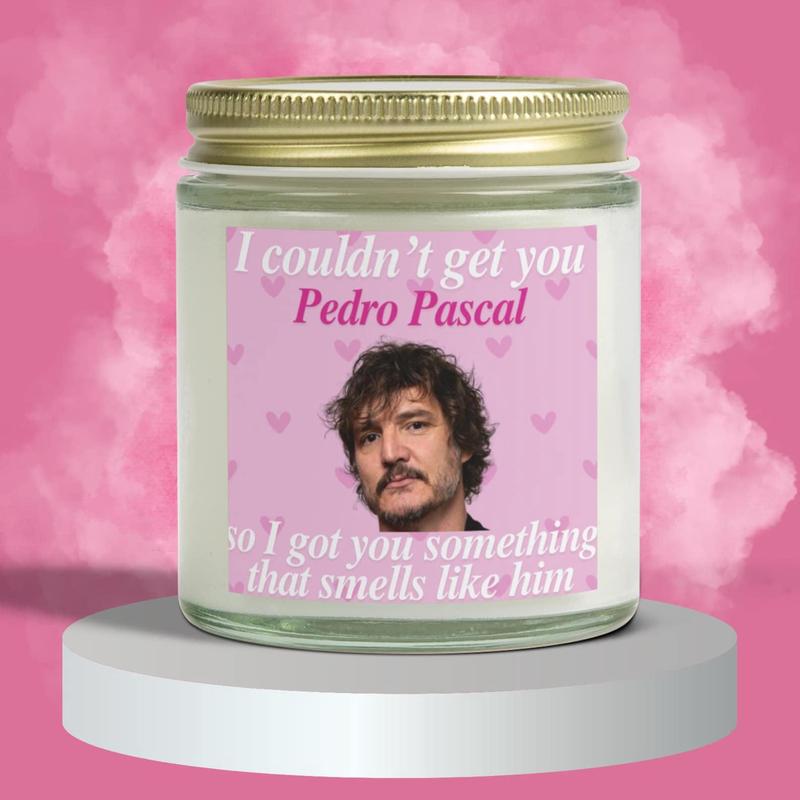 I couldn't get you
Pedro Pascal
so I got you something
that smells like him